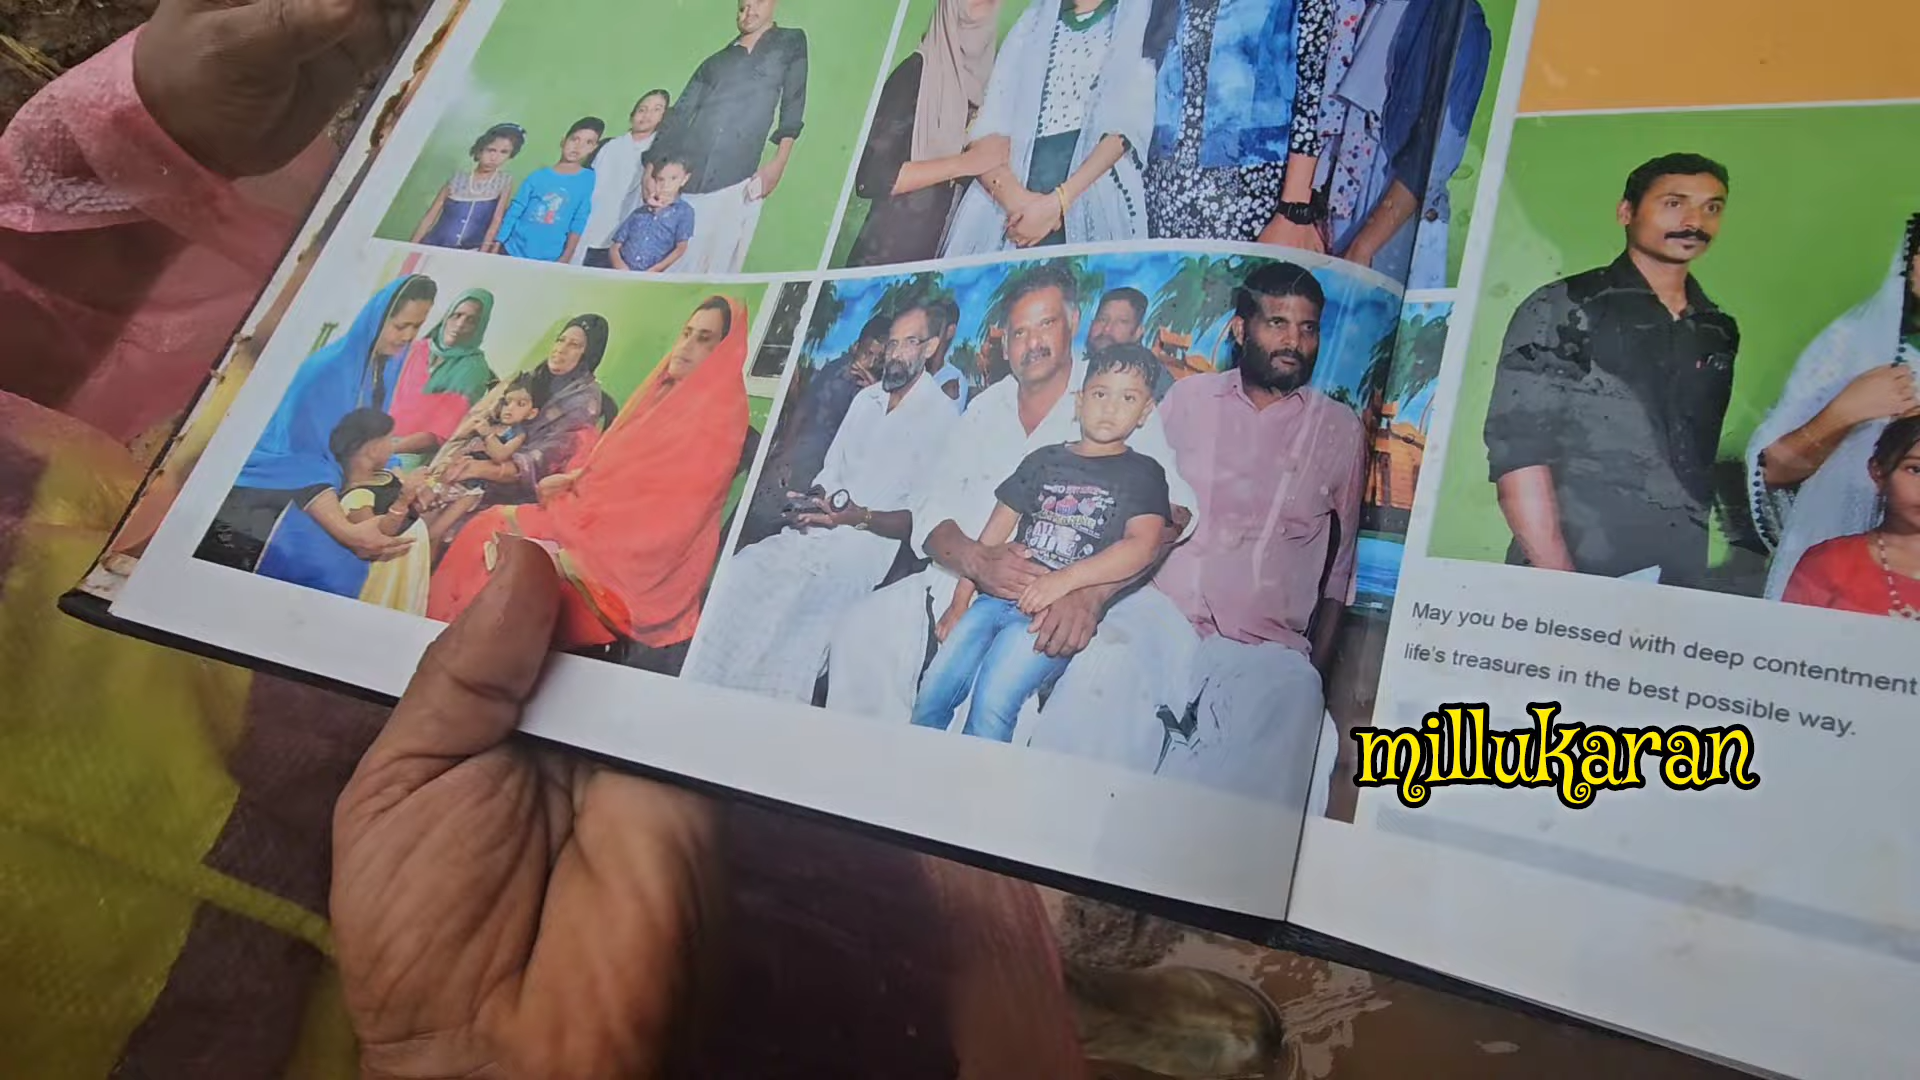 May you be blessed with deep contentment
life's treasures in the best possible way.
millukaran